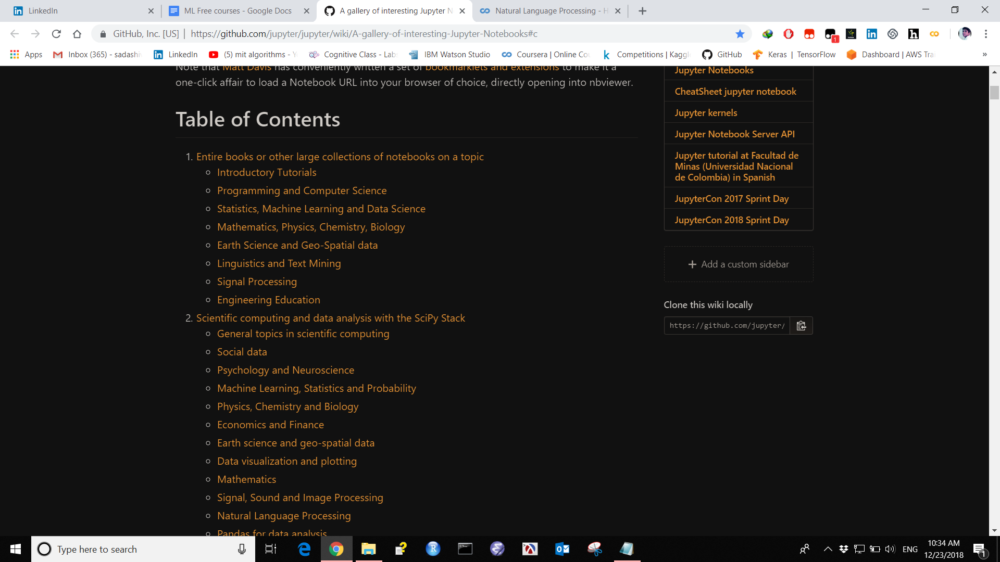 LinkedIn
ML Free courses - Google Docs
A gallery of interesting Jupyter N
Natural Language Processing - H
GitHub, Inc. [US] | https://github.com/jupyter/jupyter/wiki/A-gallery-of-interesting-Jupyter-Notebooks#c
1
Apps
Inbox (365) - sadashi
LinkedIn
(5) mit algorithms - Y
Cognitive Class - Labs
IBM Watson Studio
Coursera | Online Co
Competitions | Kaggl
GitHub
Keras | TensorFlow
Dashboard | AWS Trai
»
Note that Matt Davis has conveniently written a set of bookmarklets and extensions to make it a
one-click affair to load a Notebook URL into your browser of choice, directly opening into nbviewer.
Table of Contents
1. Entire books or other large collections of notebooks on a topic
Introductory Tutorials
Programming and Computer Science
Statistics, Machine Learning and Data Science
Mathematics, Physics, Chemistry, Biology
Earth Science and Geo-Spatial data
Linguistics and Text Mining
Signal Processing
Engineering Education
2. Scientific computing and data analysis with the SciPy Stack
General topics in scientific computing
Social data
Psychology and Neuroscience
Machine Learning, Statistics and Probability
Physics, Chemistry and Biology
Economics and Finance
Earth science and geo-spatial data
Data visualization and plotting
Mathematics
Signal, Sound and Image Processing
Natural Language Processing
Pandas for data analysis
Jupyter Notebooks
CheatSheet jupyter notebook
Jupyter kernels
Jupyter Notebook Server API
Jupyter tutorial at Facultad de
Minas (Universidad Nacional
de Colombia) in Spanish
JupyterCon 2017 Sprint Day
JupyterCon 2018 Sprint Day
+ Add a custom sidebar
Clone this wiki locally
https://github.com/jupyter/
Type here to search
ENG
10:34 AM
12/23/2018
1